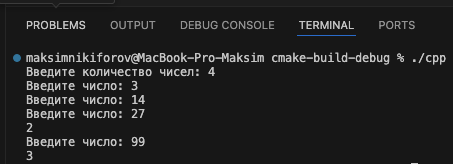 PROBLEMS OUTPUT DEBUG CONSOLE TERMINAL PORTS
maksimnikiforov@MacBook-Pro-Maksim cmake-build-debug % ./cpp
Введите количество чисел: 4
Введите число: 3
Введите число: 14
Введите число: 27
2
Введите число: 99
3